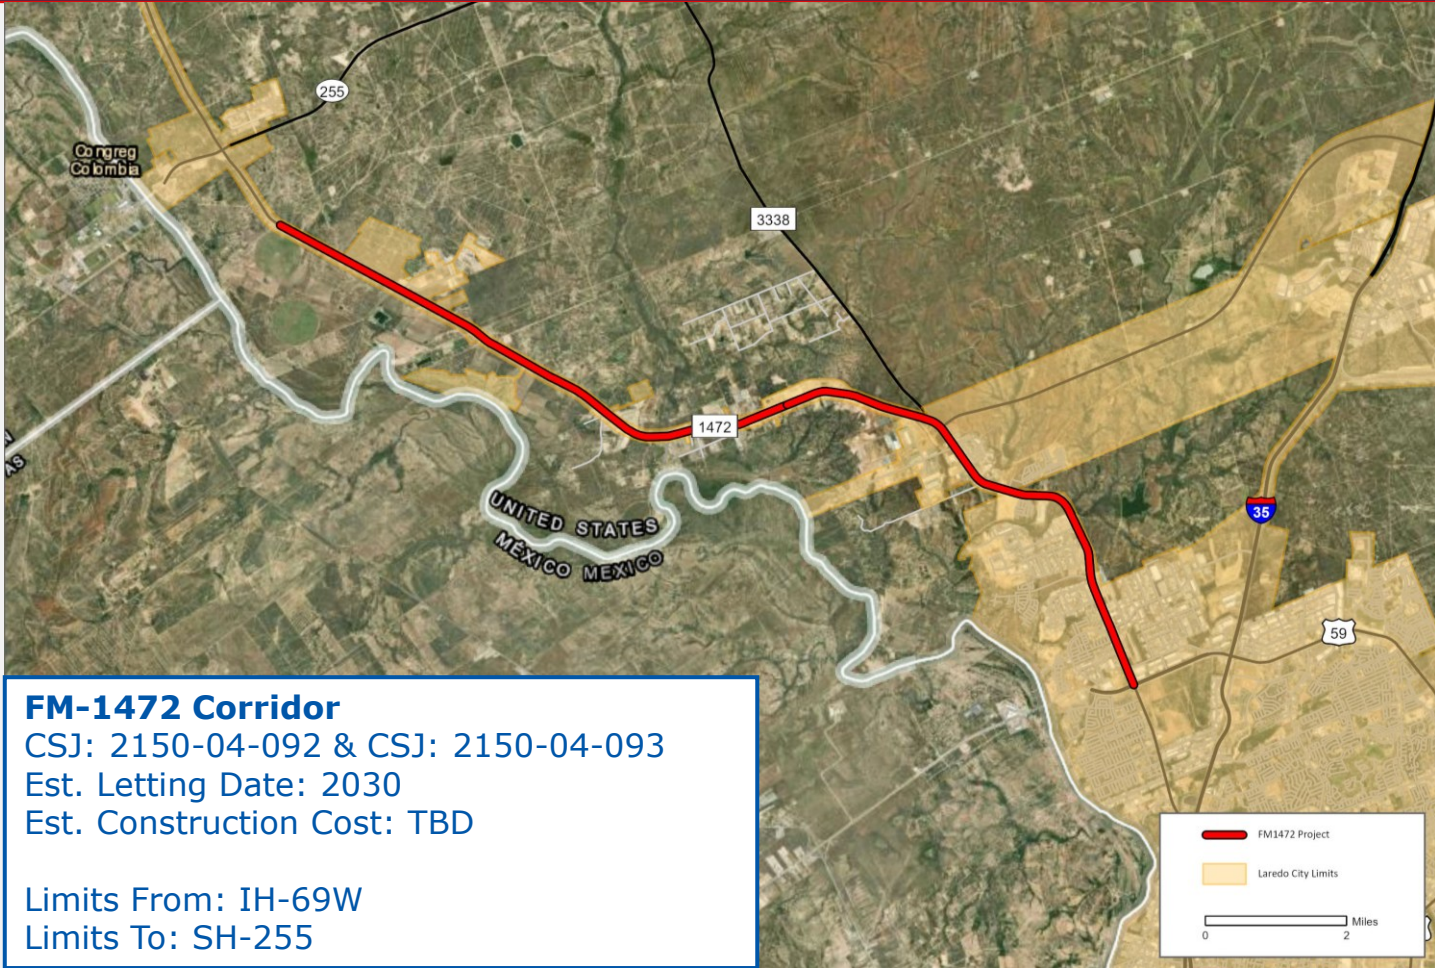 255
Congreg
Colombia
3338
1472
UNITED STATES
MÉXICO MEXICO
35
59
AS
FM-1472 Corridor
CSJ: 2150-04-092 & CSJ: 2150-04-093
Est. Letting Date: 2030
Est. Construction Cost: TBD
Limits From: IH-69W
Limits To: SH-255
FM1472 Project
Laredo City Limits
Miles
0 2